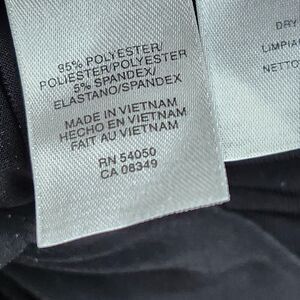 95% POLYESTER/
POLIESTER/POLYESTER
5% SPANDEX/
ELASTANO/SPANDEX
MADE IN VIETNAM
HECHO EN VIETNAM
FAIT AU VIETNAM
RN 54050
CA 08349
DRY
LIMPIA
NETTO